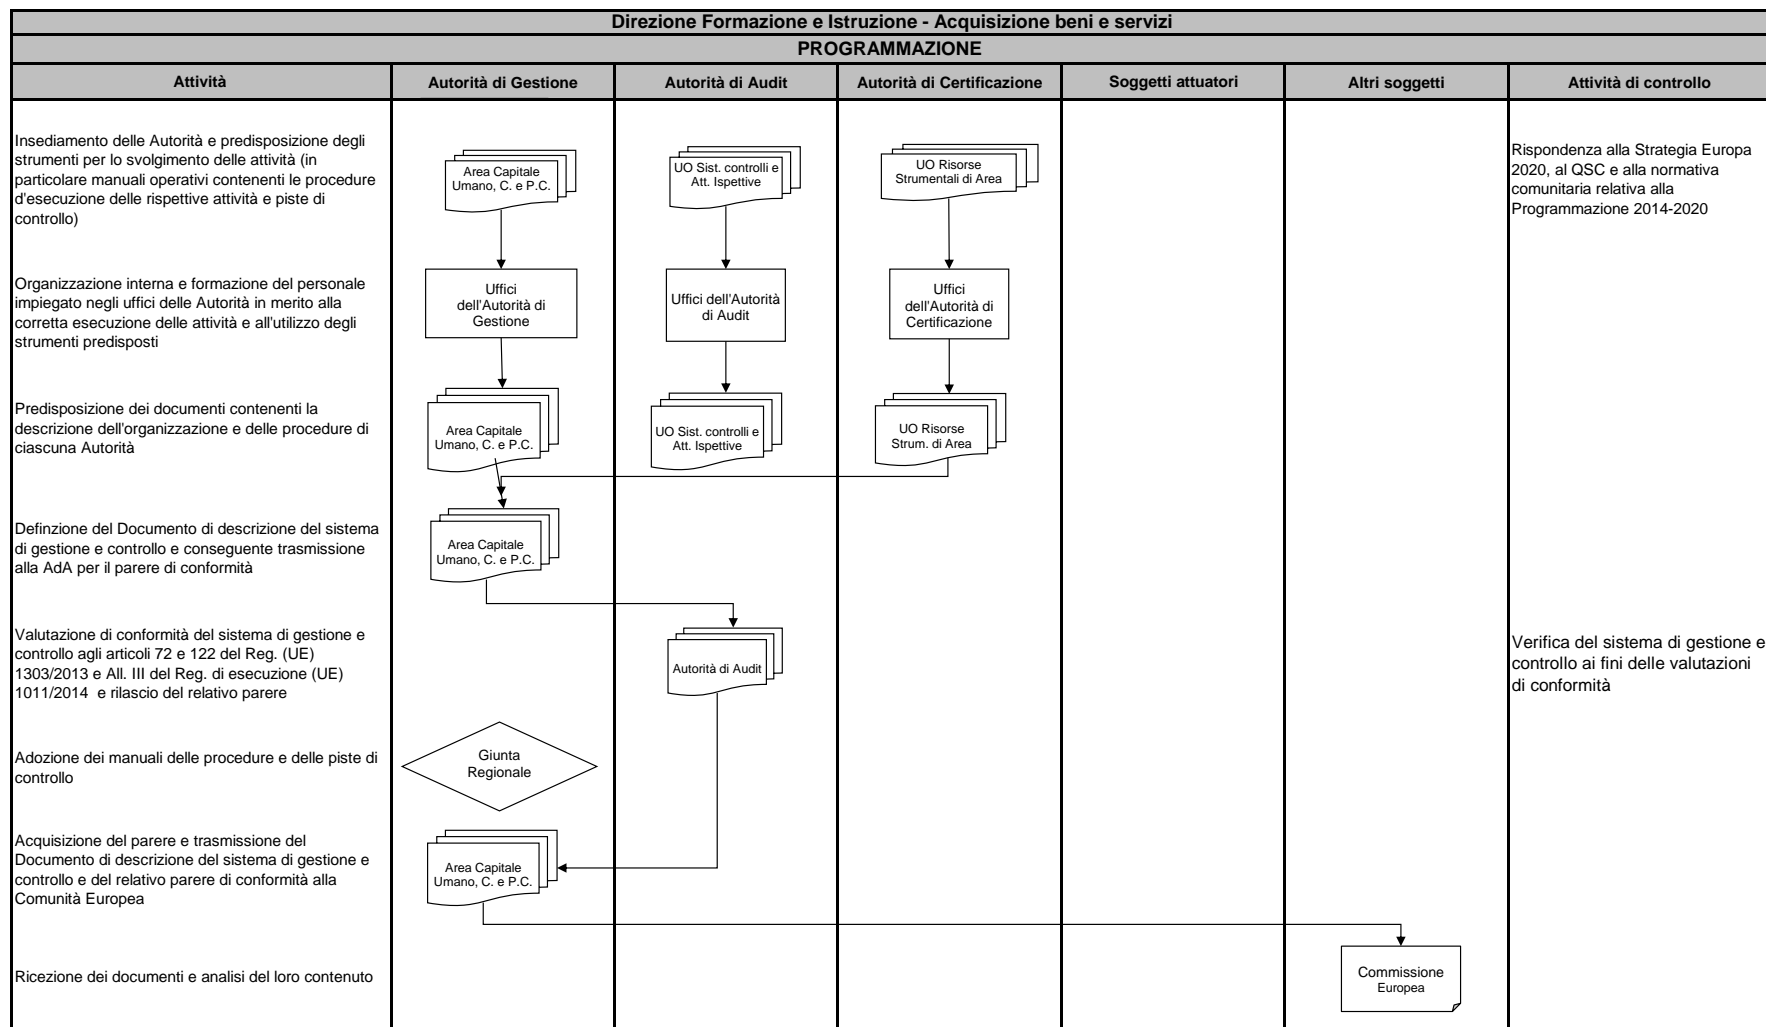 Direzione Formazione e Istruzione - Acquisizione beni e servizi
PROGRAMMAZIONE
Attività
Autorità di Gestione
Autorità di Audit
Autorità di Certificazione
Soggetti attuatori
Altri soggetti
Attività di controllo
Insediamento delle Autorità e predisposizione degli
strumenti per lo svolgimento delle attività (in
particolare manuali operativi contenenti le procedure
d'esecuzione delle rispettive attività e piste di
controllo)
Area Capitale
Umano, C. e P.C.
UO Sist. controlli e
Att. Ispettive
UO Risorse
Strumentali di Area
Rispondenza alla Strategia Europa
2020, al QSC e alla normativa
comunitaria relativa alla
Programmazione 2014-2020
Organizzazione interna e formazione del personale
impiegato negli uffici delle Autorità in merito alla
corretta esecuzione delle attività e all'utilizzo degli
strumenti predisposti
Uffici
dell'Autorità di
Gestione
Uffici dell'Autorità
di Audit
Uffici
dell'Autorità di
Certificazione
Predisposizione dei documenti contenenti la
descrizione dell'organizzazione e delle procedure di
ciascuna Autorità
Area Capitale
Umano, C. e P.C.
UO Sist. controlli e
Att. Ispettive
UO Risorse
Strum. di Area
Definzione del Documento di descrizione del sistema
di gestione e controllo e conseguente trasmissione
alla AdA per il parere di conformità
Area Capitale
Umano, C. e P.C.
Valutazione di conformità del sistema di gestione e
controllo agli articoli 72 e 122 del Reg. (UE)
1303/2013 e All. III del Reg. di esecuzione (UE)
1011/2014  e rilascio del relativo parere
Autorità di Audit
Verifica del sistema di gestione e
controllo ai fini delle valutazioni
di conformità
Adozione dei manuali delle procedure e delle piste di
controllo
Giunta
Regionale
Acquisizione del parere e trasmissione del
Documento di descrizione del sistema di gestione e
controllo e del relativo parere di conformità alla
Comunità Europea
Area Capitale
Umano, C. e P.C.
Ricezione dei documenti e analisi del loro contenuto
Commissione
Europea